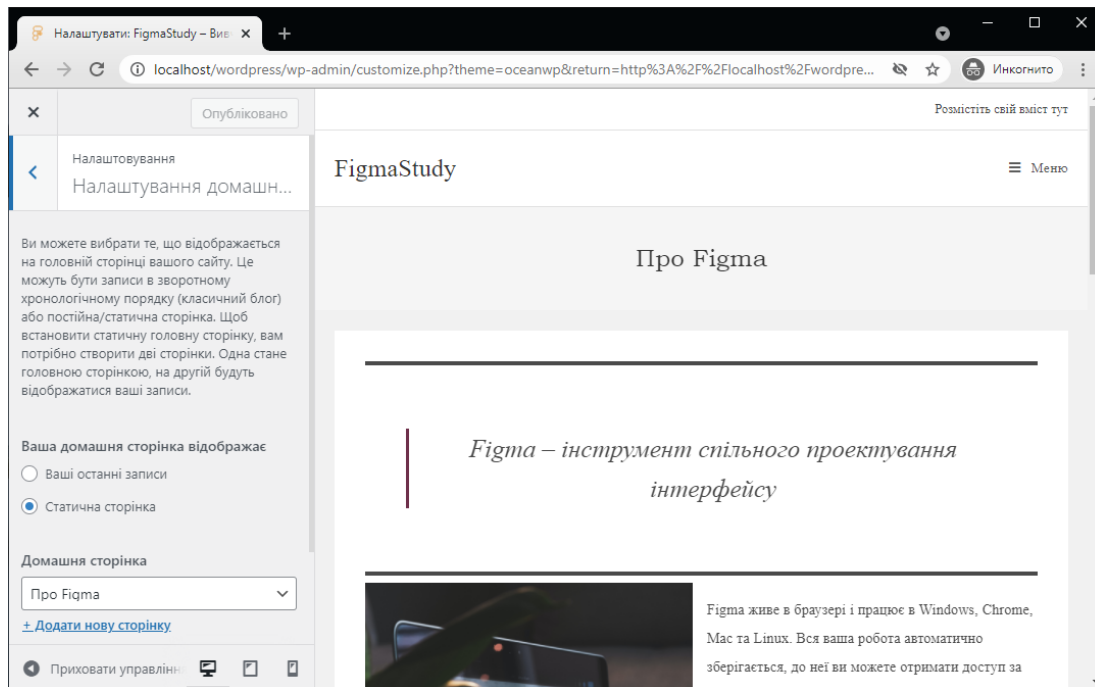 Налаштувати: FigmaStudy – Вив
localhost/wordpress/wp-admin/customize.php?theme=oceanwp&return=http%3A%2F%2Flocalhost%2Fwordpre...
Инкогнито
Опубліковано
Налаштовування
Налаштування домашн...
Ви можете вибрати те, що відображається
на головній сторінці вашого сайту. Це
можуть бути записи в зворотному
хронологічному порядку (класичний блог)
або постійна/статична сторінка. Щоб
встановити статичну головну сторінку, вам
потрібно створити дві сторінки. Одна стане
головною сторінкою, на другій будуть
відображатися ваші записи.
Ваша домашня сторінка відображає
Ваші останні записи
Статична сторінка
Домашня сторінка
Про Figma
+ Додати нову сторінку
Приховати управлін
Розмістіть свій вміст тут
FigmaStudy
Меню
Про Figma
Figma – інструмент спільного проектування
інтерфейсу
Figma живе в браузері і працює в Windows, Chrome,
Mac та Linux. Вся ваша робота автоматично
зберігається, до неї ви можете отримати доступ за